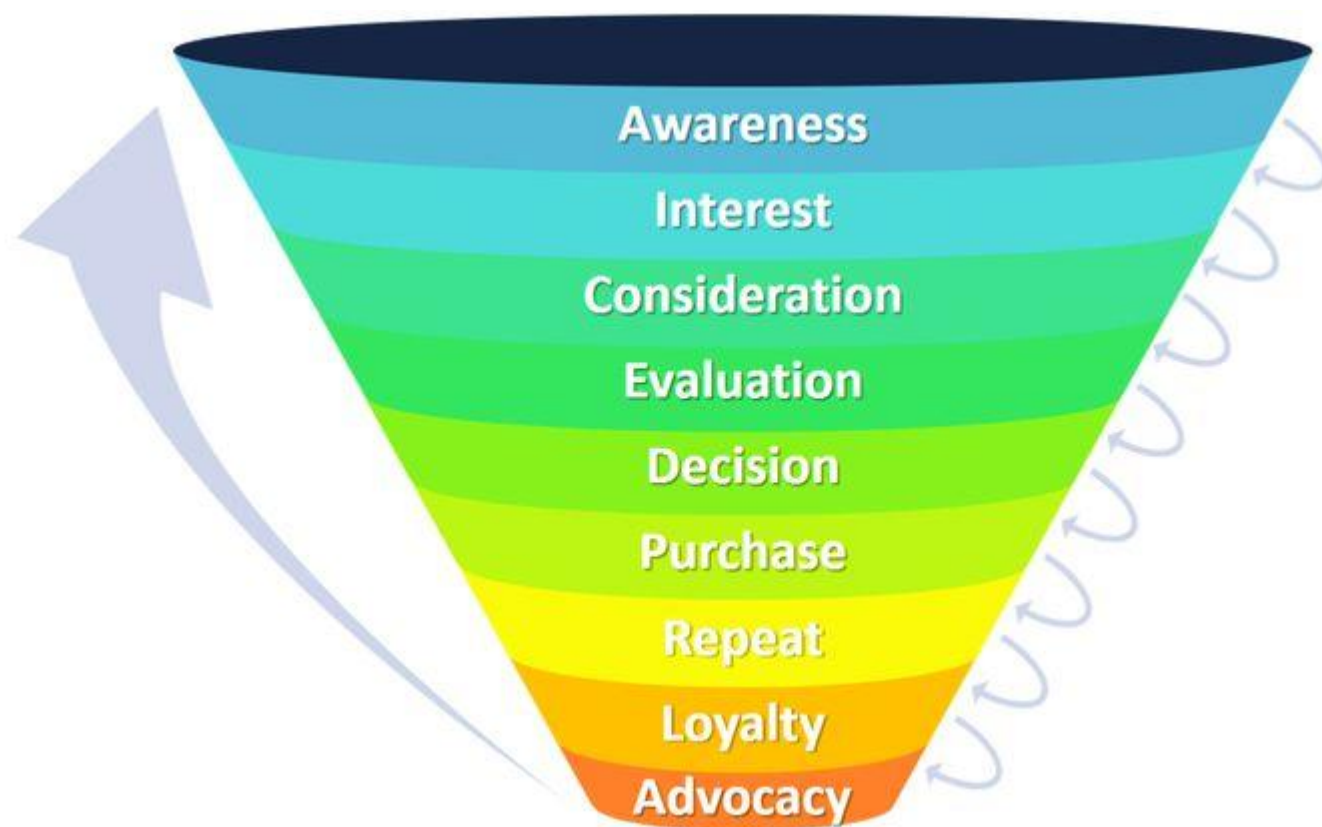 Awareness
Interest
Consideration
Evaluation
Decision
Purchase
Repeat
Loyalty
Advocacy